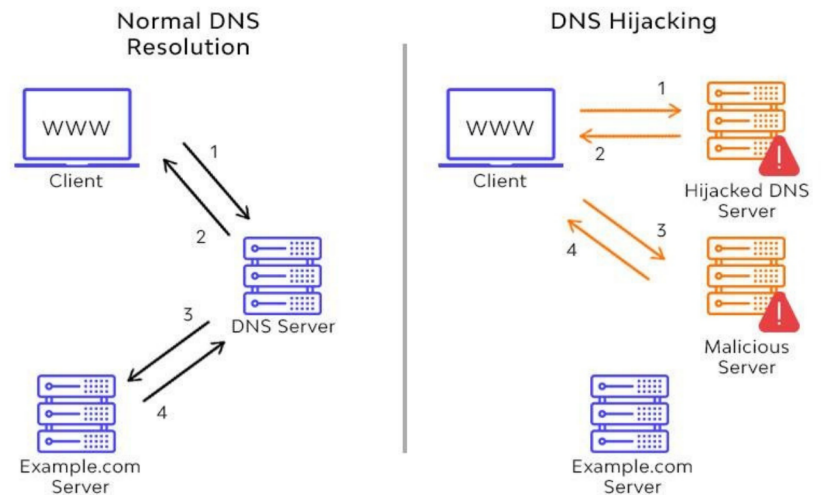 Normal DNS
Resolution
WWW
Client
1
2
DNS Server
3
4
Example.com
Server
DNS Hijacking
WWW
Client
1
2
Hijacked DNS
Server
3
4
Malicious
Server
Example.com
Server